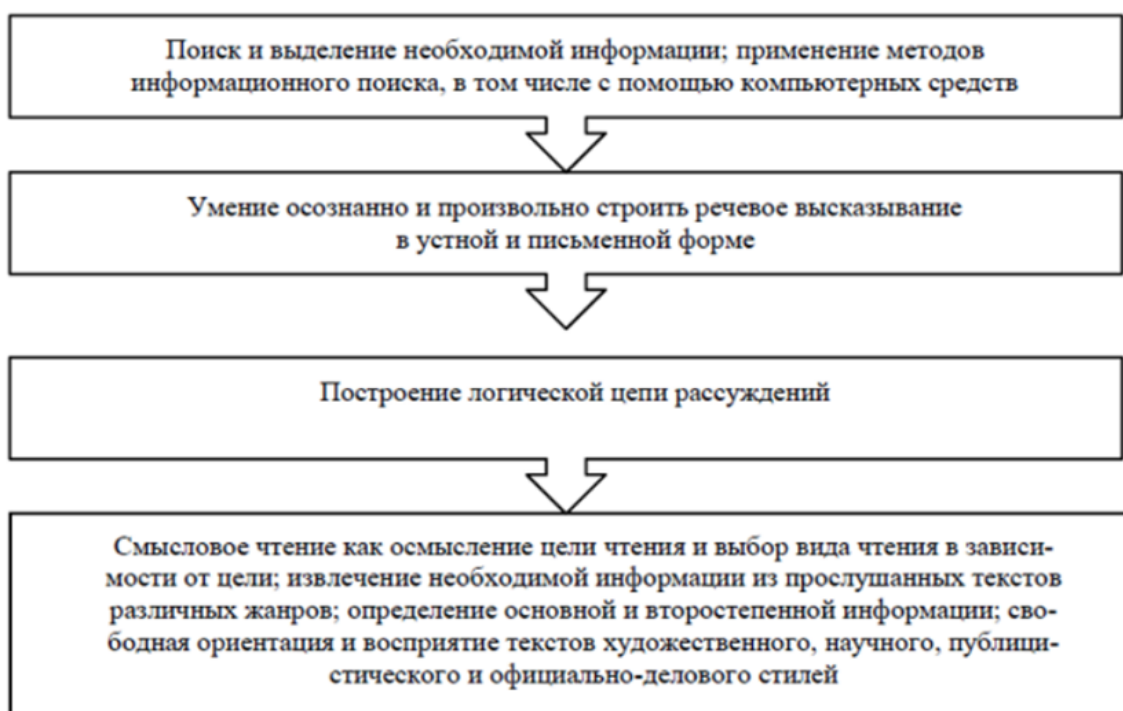 Поиск и выделение необходимой информации; применение методов
информационного поиска, в том числе с помощью компьютерных средств
Умение осознанно и произвольно строить речевое высказывание
в устной и письменной форме
Построение логической цепи рассуждений
Смысловое чтение как осмысление цели чтения и выбор вида чтения в зависи-
мости от цели; извлечение необходимой информации из прослушанных текстов
различных жанров; определение основной и второстепенной информации; сво-
бодная ориентация и восприятие текстов художественного, научного, публици-
стического и официально-делового стилей